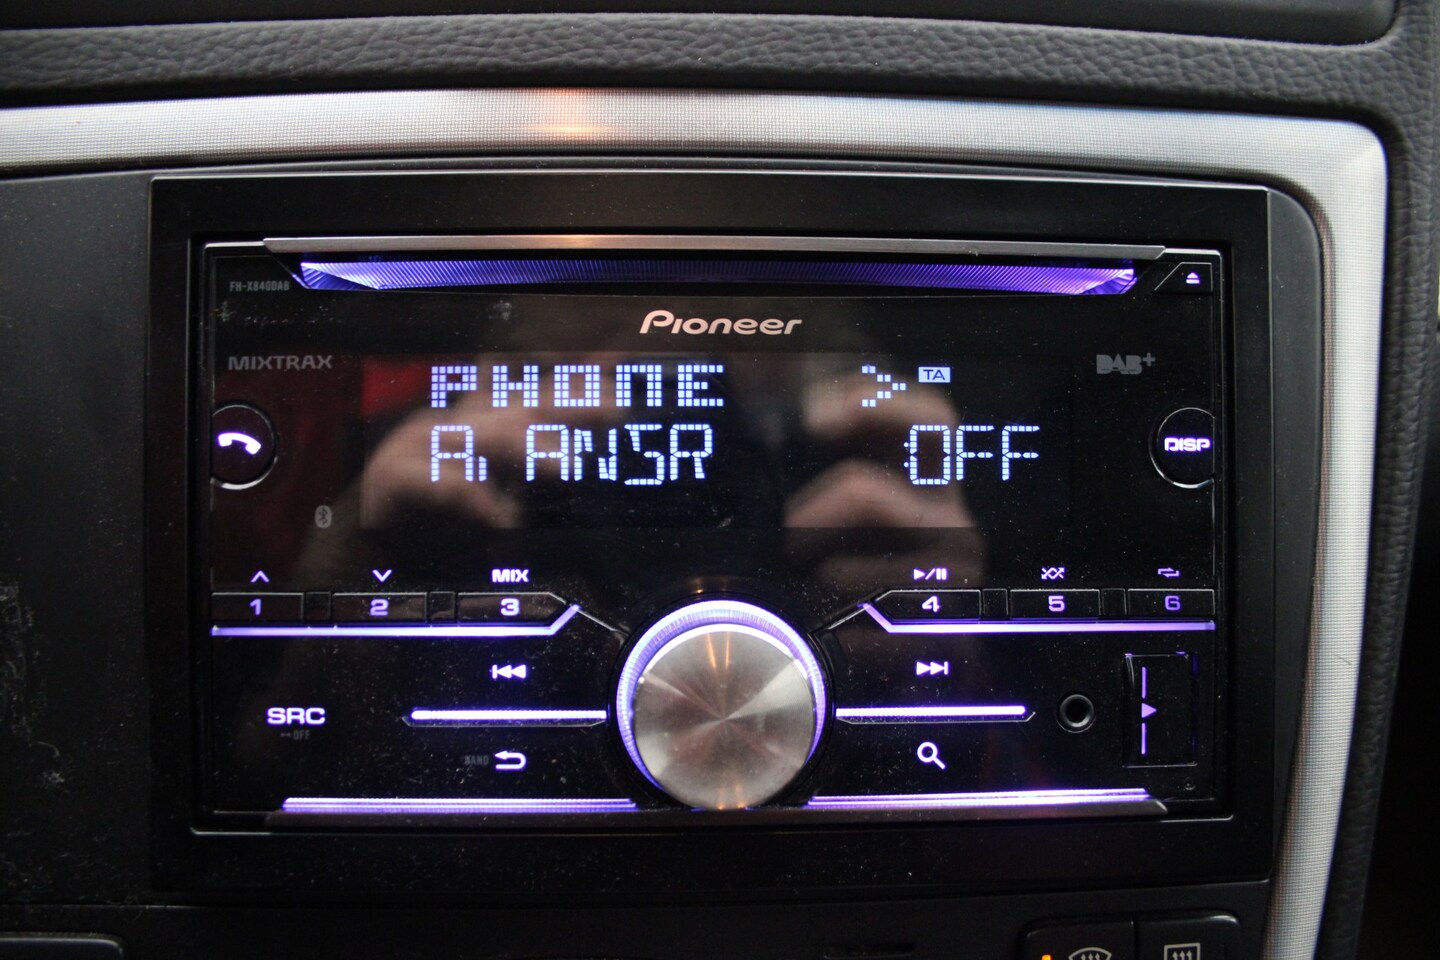 FH-X840DAB
Pioneer
MIXTRAX
DAB+
PHONE > TA
A. ANSR OFF
DISP
MIX
1 2 3 4 5 6
SRC
OFF
BAND